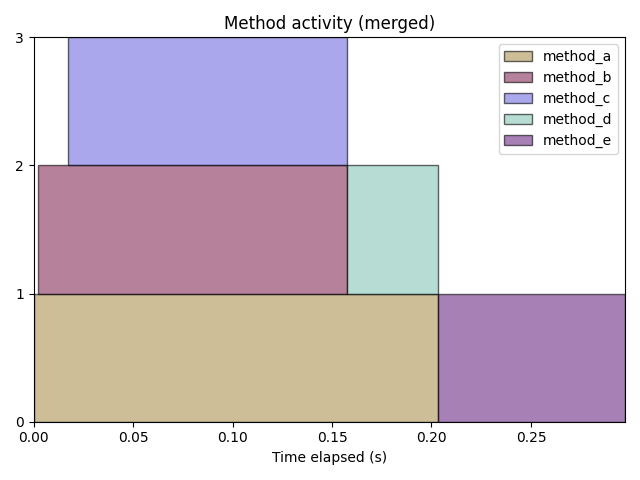 Method activity (merged)
3
2
1
0
method_a
method_b
method_c
method_d
method_e
0.00 0.05 0.10 0.15 0.20 0.25
Time elapsed (s)